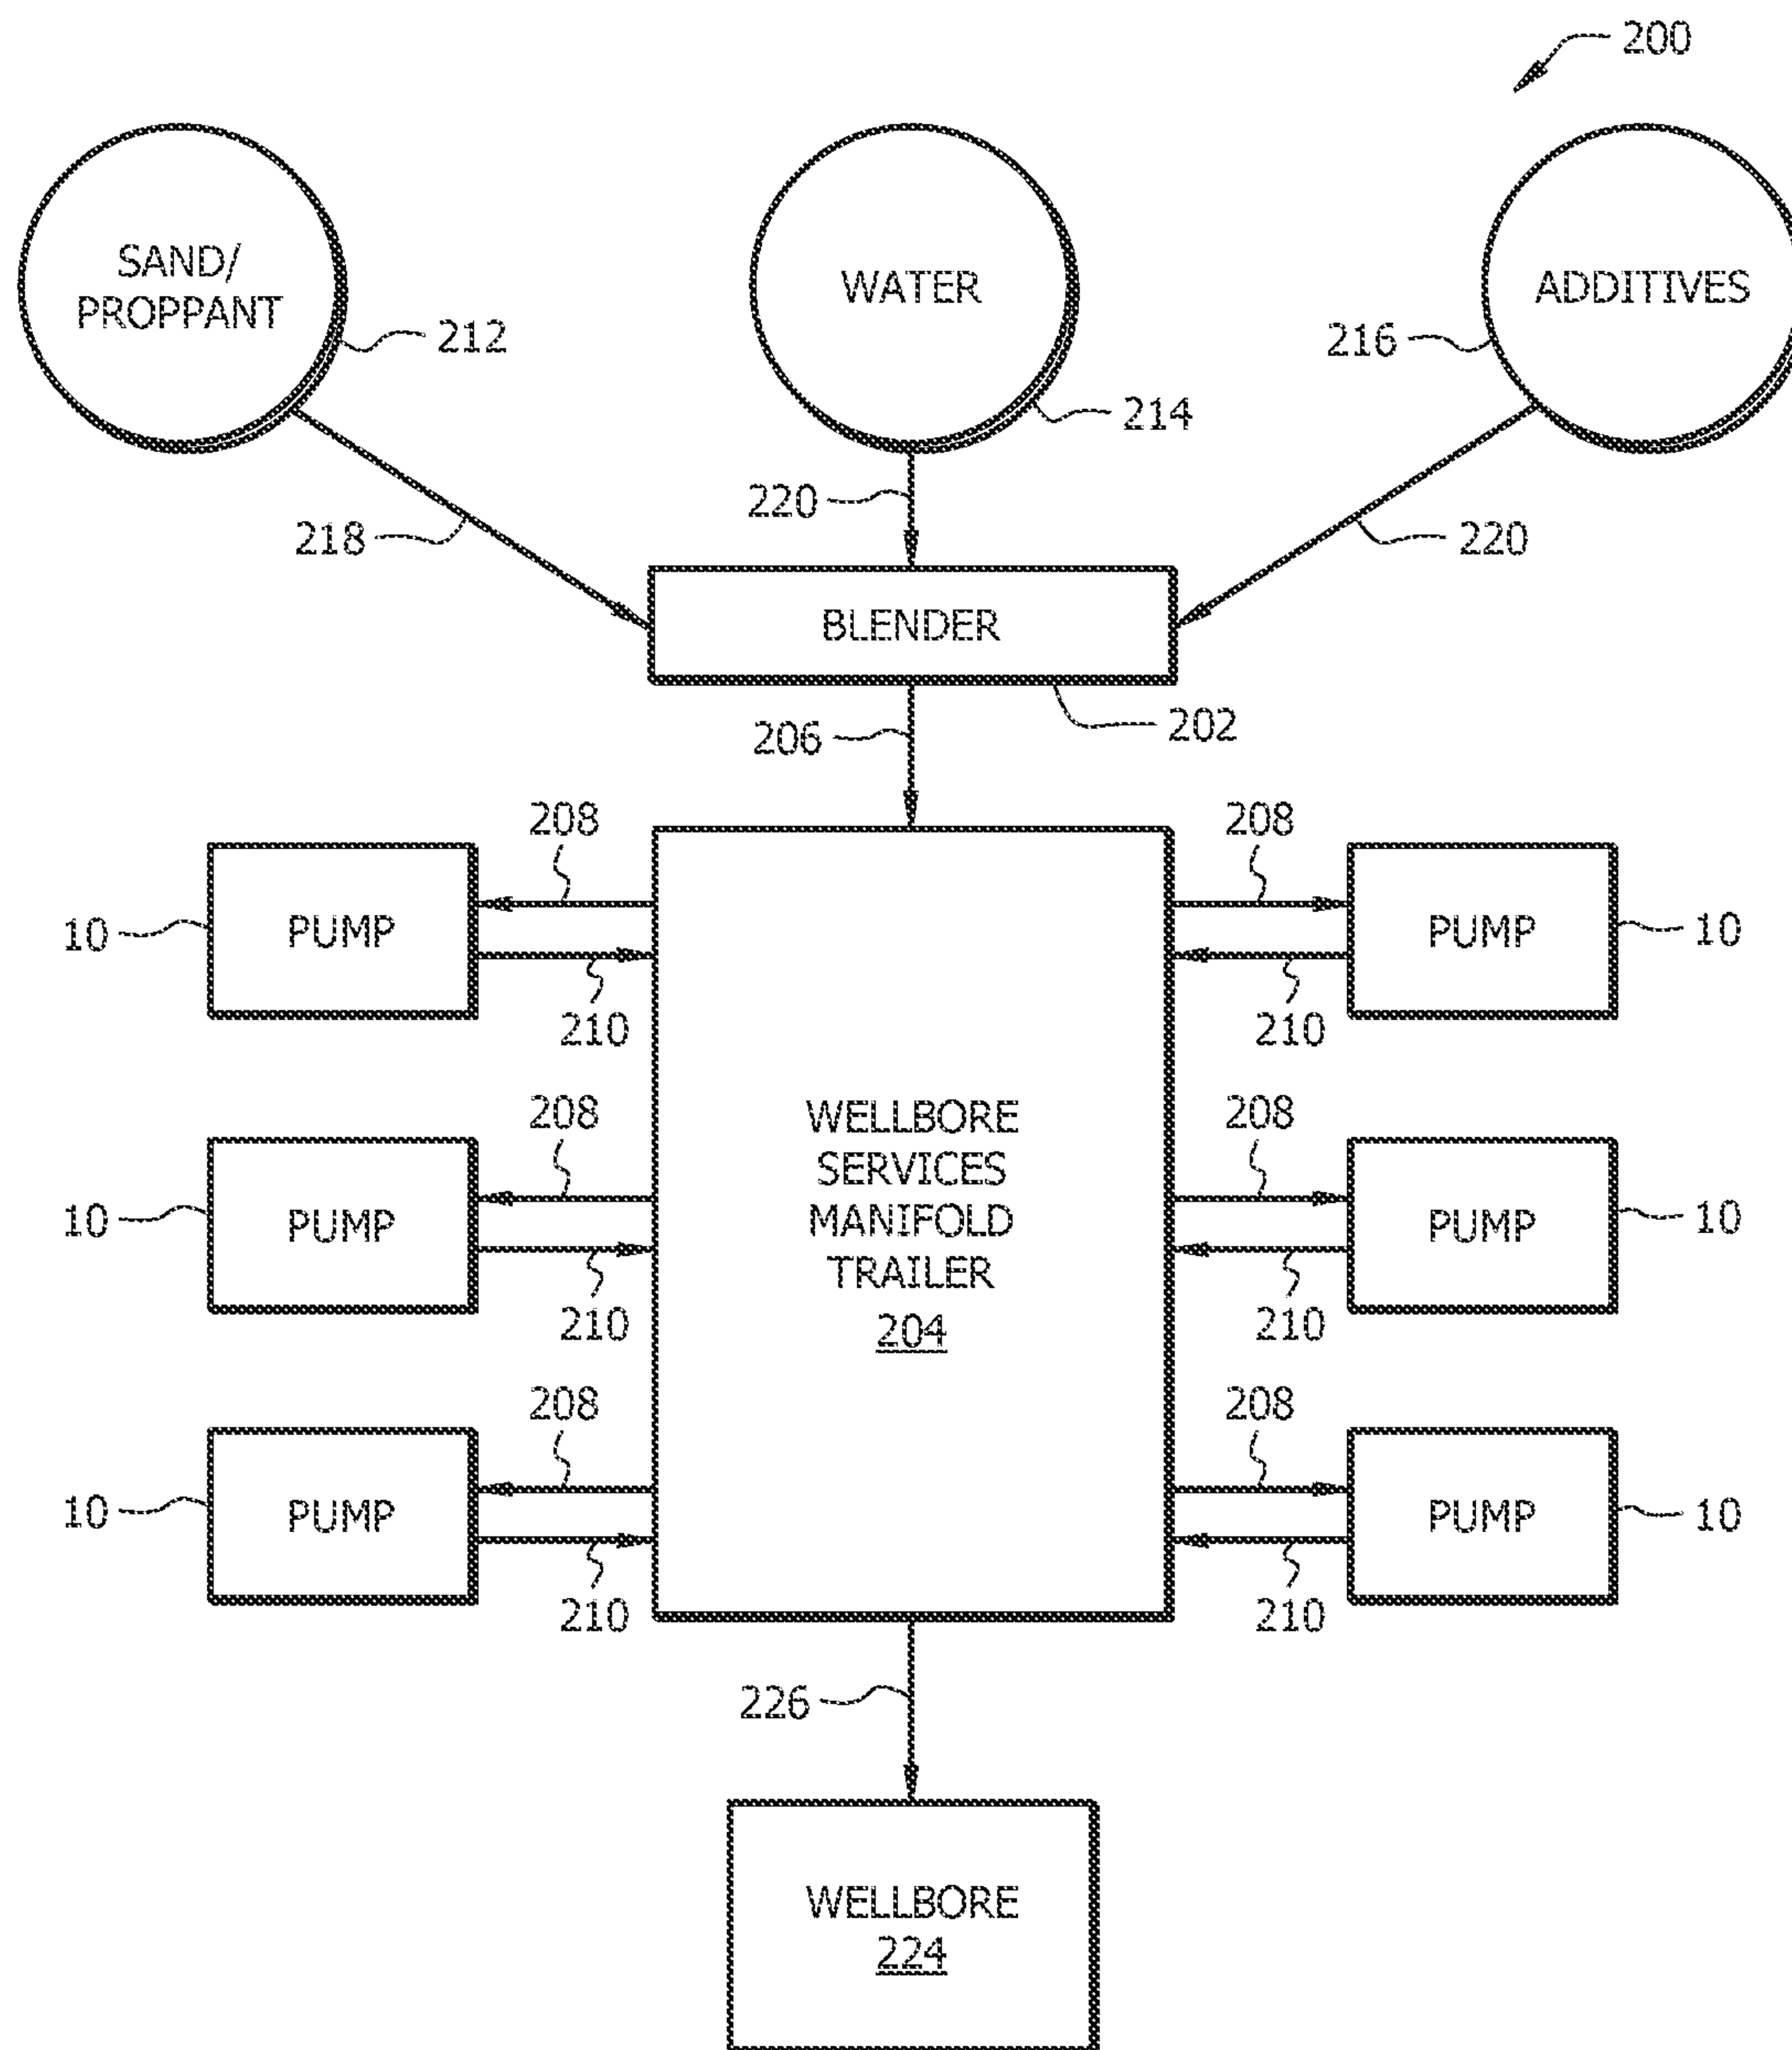 200
SAND/
PROPPANT
WATER
ADDITIVES
212
216
214
220
218
220
BLENDER
206
202
208
208
10
PUMP
PUMP
10
210
210
208
208
10
PUMP
PUMP
10
210
210
WELLBORE
SERVICES
MANIFOLD
TRAILER
204
208
208
10
PUMP
PUMP
10
210
210
226
WELLBORE
224